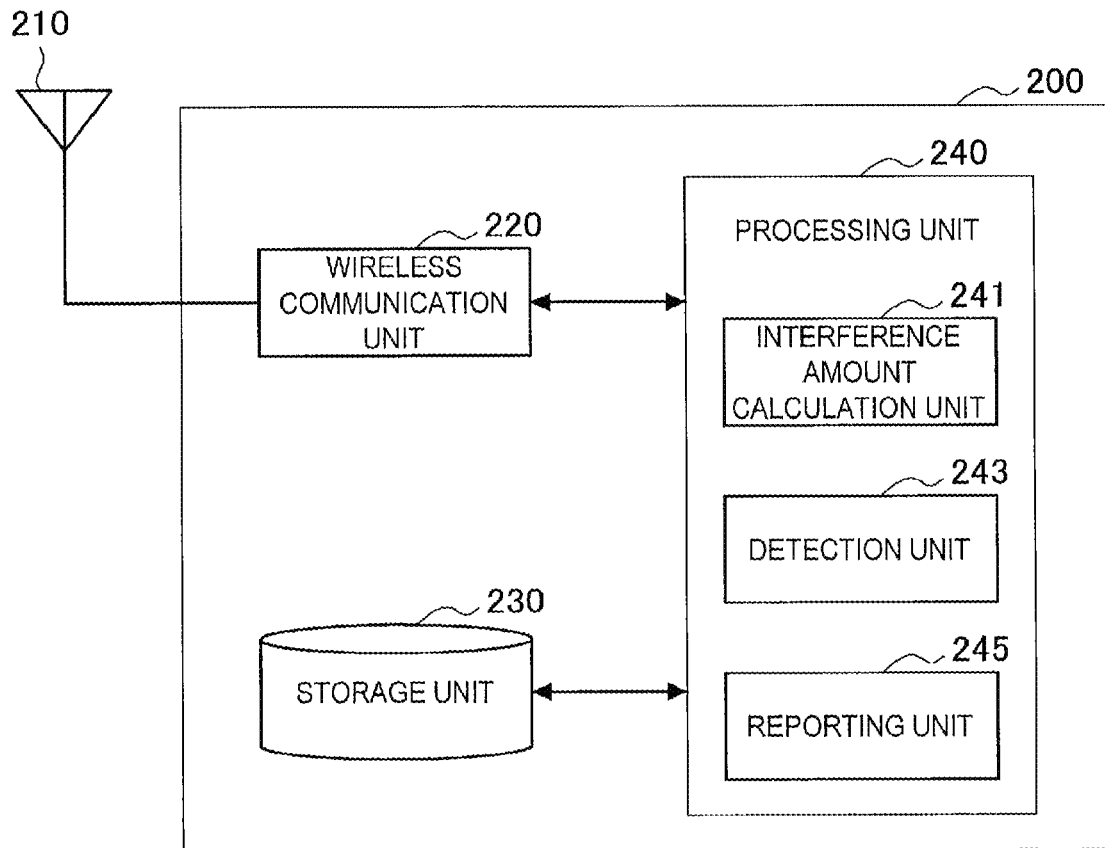 210
200
240
PROCESSING UNIT
220
WIRELESS
COMMUNICATION
UNIT
241
INTERFERENCE
AMOUNT
CALCULATION UNIT
243
DETECTION UNIT
230
STORAGE UNIT
245
REPORTING UNIT